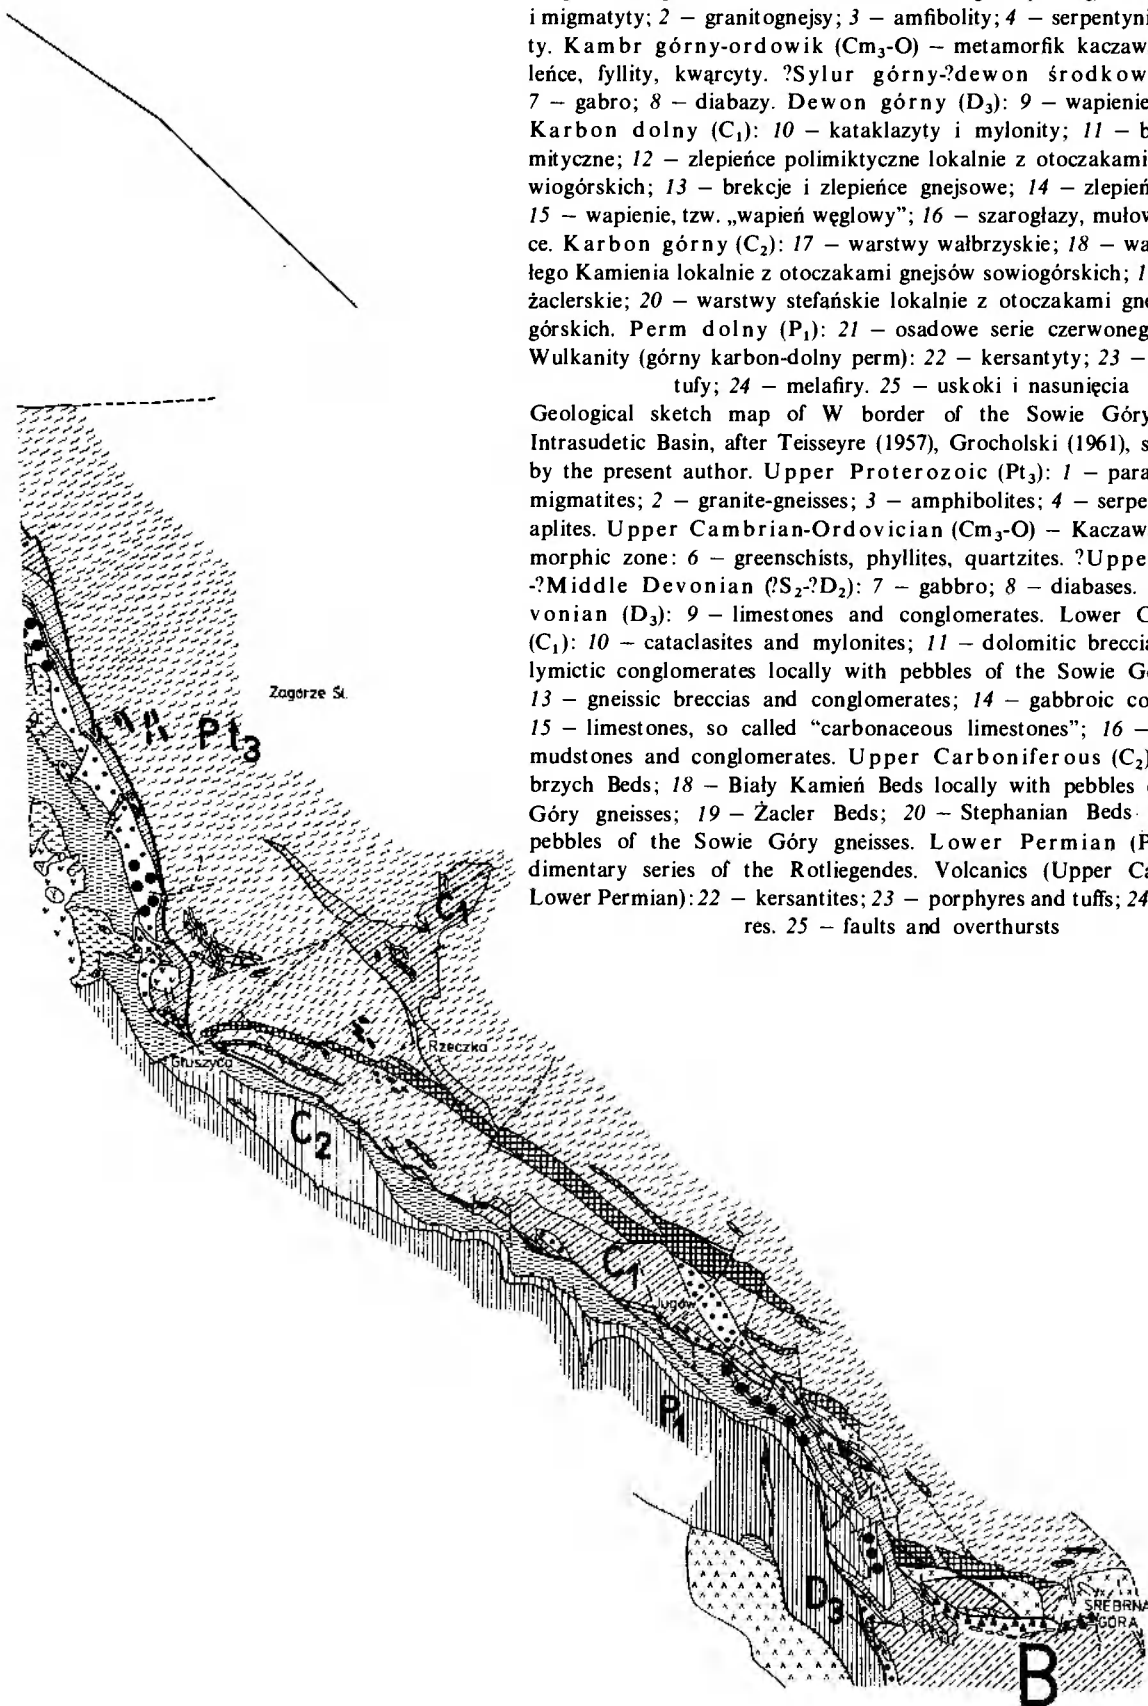 i migmatyty; 2 – granitognejsy; 3 – amfibolity; 4 – serpentyni
ty. Kambr górny-ordowik (Cm₃-O) – metamorfik kaczaw
leńce, fyllity, kwarcyty. ?Sylur górny-?dewon środkow
7 – gabro; 8 – diabazy. Dewon górny (D₃): 9 – wapienie
Karbon dolny (C₁): 10 – kataklazyty i mylonity; 11 – b
mityczne; 12 – zlepieńce polimiktyczne lokalnie z otoczakami
wiogórskich; 13 – brekcje i zlepieńce gnejsowe; 14 – zlepień
15 – wapienie, tzw. „wapień węglowy”; 16 – szarogłazy, mułow
ce. Karbon górny (C₂): 17 – warstwy wałbrzyskie; 18 – wa
łego Kamienia lokalnie z otoczakami gnejsów sowiogórskich; 1
żaclerskie; 20 – warstwy stefańskie lokalnie z otoczakami gne
górskich. Perm dolny (P₁): 21 – osadowe serie czerwoneg
Wulkanity (górny karbon-dolny perm): 22 – kersantyty; 23 –
tufy; 24 – melafiry. 25 – uskoki i nasunięcia
Geological sketch map of W border of the Sowie Góry
Intrasudetic Basin, after Teisseyre (1957), Grocholski (1961), s
by the present author. Upper Proterozoic (Pt₃): 1 – para
migmatites; 2 – granite-gneisses; 3 – amphibolites; 4 – serpe
aplites. Upper Cambrian-Ordovician (Cm₃-O) – Kaczaw
morphic zone: 6 – greenschists, phyllites, quartzites. ?Uppe
-?Middle Devonian (?S₂-?D₂): 7 – gabbro; 8 – diabases.
vonian (D₃): 9 – limestones and conglomerates. Lower C
(C₁): 10 – cataclasites and mylonites; 11 – dolomitic breccia
lymictic conglomerates locally with pebbles of the Sowie G
13 – gneissic breccias and conglomerates; 14 – gabbroic co
15 – limestones, so called “carbonaceous limestones”; 16 –
mudstones and conglomerates. Upper Carboniferous (C₂)
brzych Beds; 18 – Biały Kamień Beds locally with pebbles
Góry gneisses; 19 – Żacler Beds; 20 – Stephanian Beds
pebbles of the Sowie Góry gneisses. Lower Permian (P
dimentary series of the Rotliegendes. Volcanics (Upper Ca
Lower Permian): 22 – kersantites; 23 – porphyres and tuffs; 24
res. 25 – faults and overthursts
Zagórze Śl.
Pt₃
C₁
Rzeczka
Głuszyca
C₂
C₁
Jugów
P₁
D₃
SREBRNA
GÓRA
B